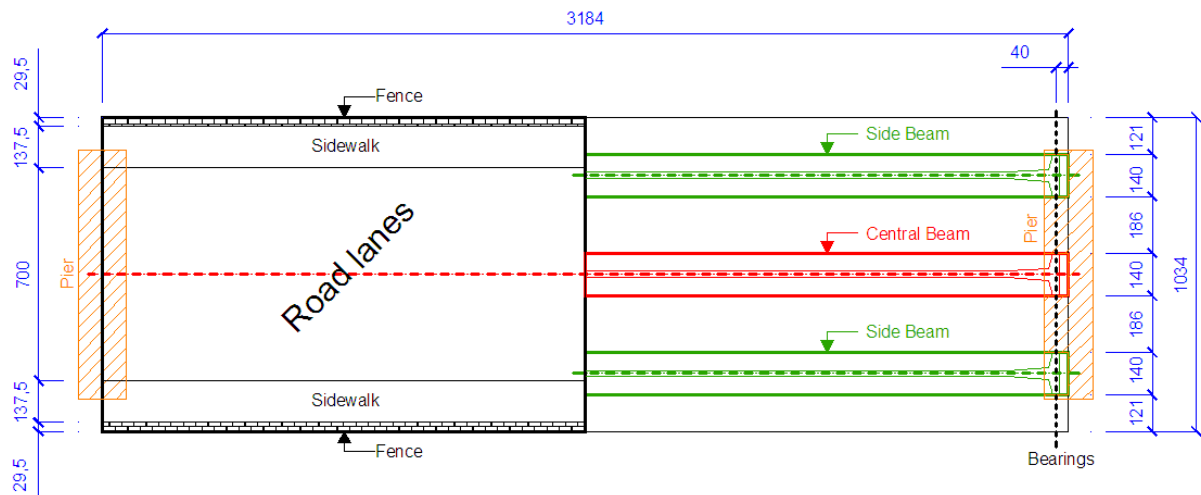 3184
40
29,5
Fence
137,5
Sidewalk
Side Beam
121
140
186
Pier
Central Beam
Pier
Road lanes
700
140
1034
186
Side Beam
140
137,5
Sidewalk
121
Fence
29,5
Bearings